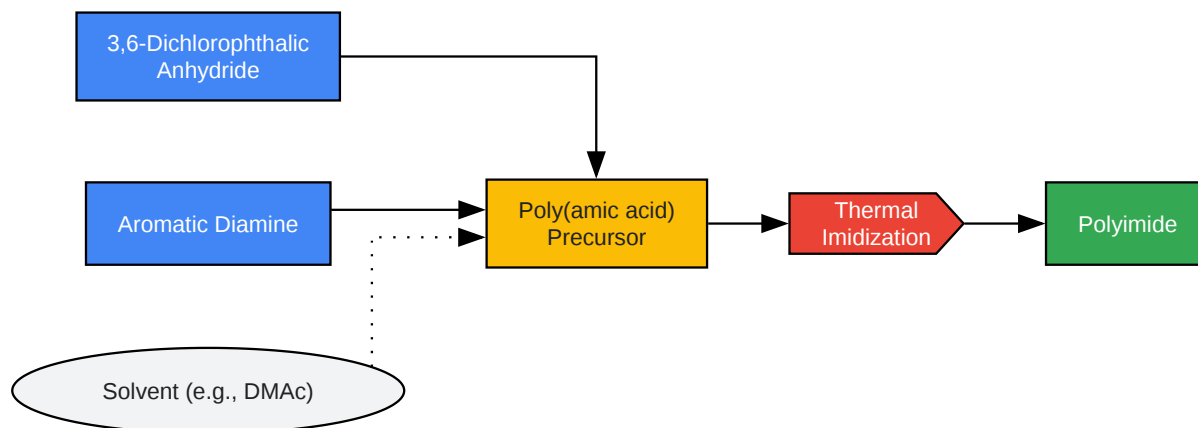 3,6-Dichlorophthalic
Anhydride
Aromatic Diamine
Poly(amic acid)
Precursor
Thermal
Imidization
Polyimide
Solvent (e.g., DMAc)